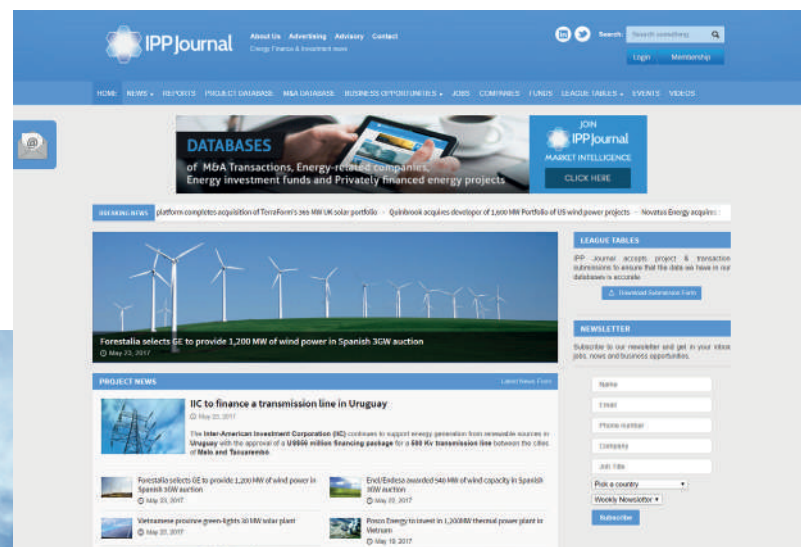 IPP Journal
About Us Advertising Advisory Contact
Energy Finance & Investment news
Search: Search something
Login Membership
HOME NEWS REPORTS PROJECT DATABASE M&A DATABASE BUSINESS OPPORTUNITIES JOBS COMPANIES FUNDS LEAGUE TABLES EVENTS VIDEOS
DATABASES
of M&A Transactions, Energy-related companies,
Energy investment funds and Privately financed energy projects
JOIN
IPP Journal
MARKET INTELLIGENCE
CLICK HERE
BREAKING NEWS platform completes acquisition of TerraForm's 365 MW UK solar portfolio Quinbrook acquires developer of 1,600 MW Portfolio of US wind power projects Novatus Energy acquires
Forestalia selects GE to provide 1,200 MW of wind power in Spanish 3GW auction
May 23, 2017
LEAGUE TABLES
IPP Journal accepts project & transaction
submissions to ensure that the data we have in our
databases is accurate.
Download Submission Form
NEWSLETTER
Subscribe to our newsletter and get in your inbox
jobs, news and business opportunities.
Name
Email
Phone number
Company
Job Title
Pick a country
Weekly Newsletter
Subscribe
PROJECT NEWS
IIC to finance a transmission line in Uruguay
May 23, 2017
The Inter-American Investment Corporation (IIC) continues to support energy generation from renewable sources in
Uruguay with the approval of a million financing package for a 500 Kv transmission line between the cities
of Melo and Tacuarembó.
Forestalia selects GE to provide 1,200 MW of wind power in
Spanish 3GW auction
May 23, 2017
Enel/Endesa awarded 540 MW of wind capacity in Spanish
3GW auction
May 22, 2017
Vietnamese province green-lights 30 MW solar plant
May 22, 2017
Posco Energy to invest in 1,200MW thermal power plant in
Vietnam
May 19, 2017